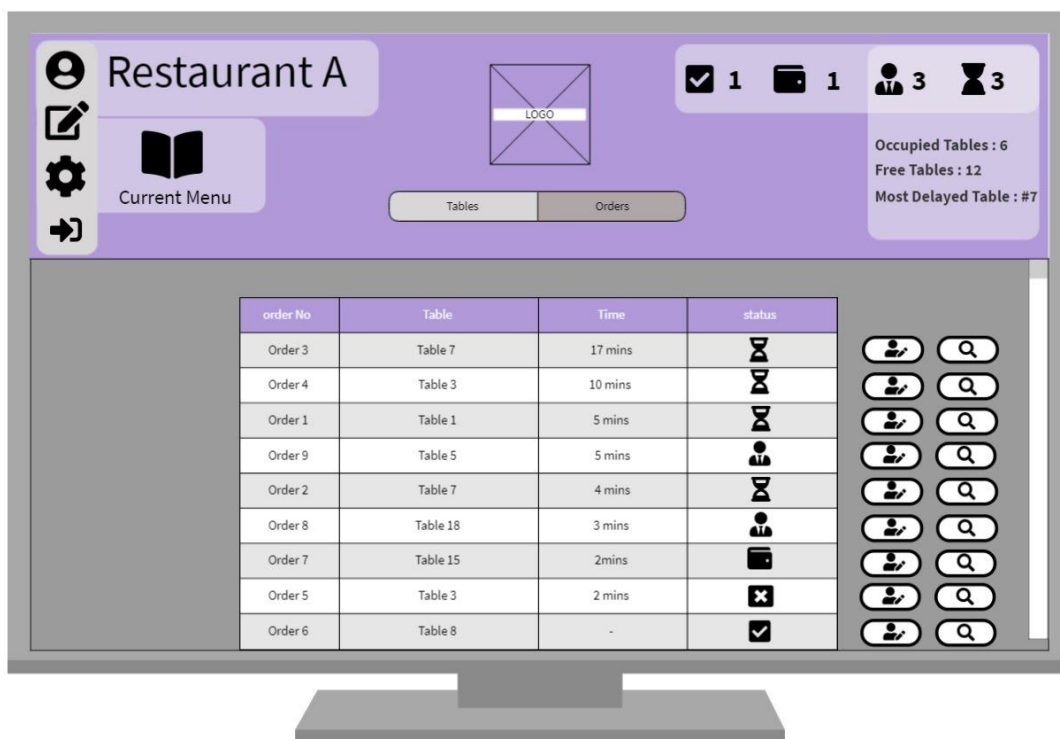 Restaurant A
1 1 3 3
LOGO
Occupied Tables : 6
Free Tables : 12
Most Delayed Table : #7
Current Menu
Tables Orders
order No Table Time status
Order 3 Table 7 17 mins
Order 4 Table 3 10 mins
Order 1 Table 1 5 mins
Order 9 Table 5 5 mins
Order 2 Table 7 4 mins
Order 8 Table 18 3 mins
Order 7 Table 15 2mins
Order 5 Table 3 2 mins
Order 6 Table 8 -